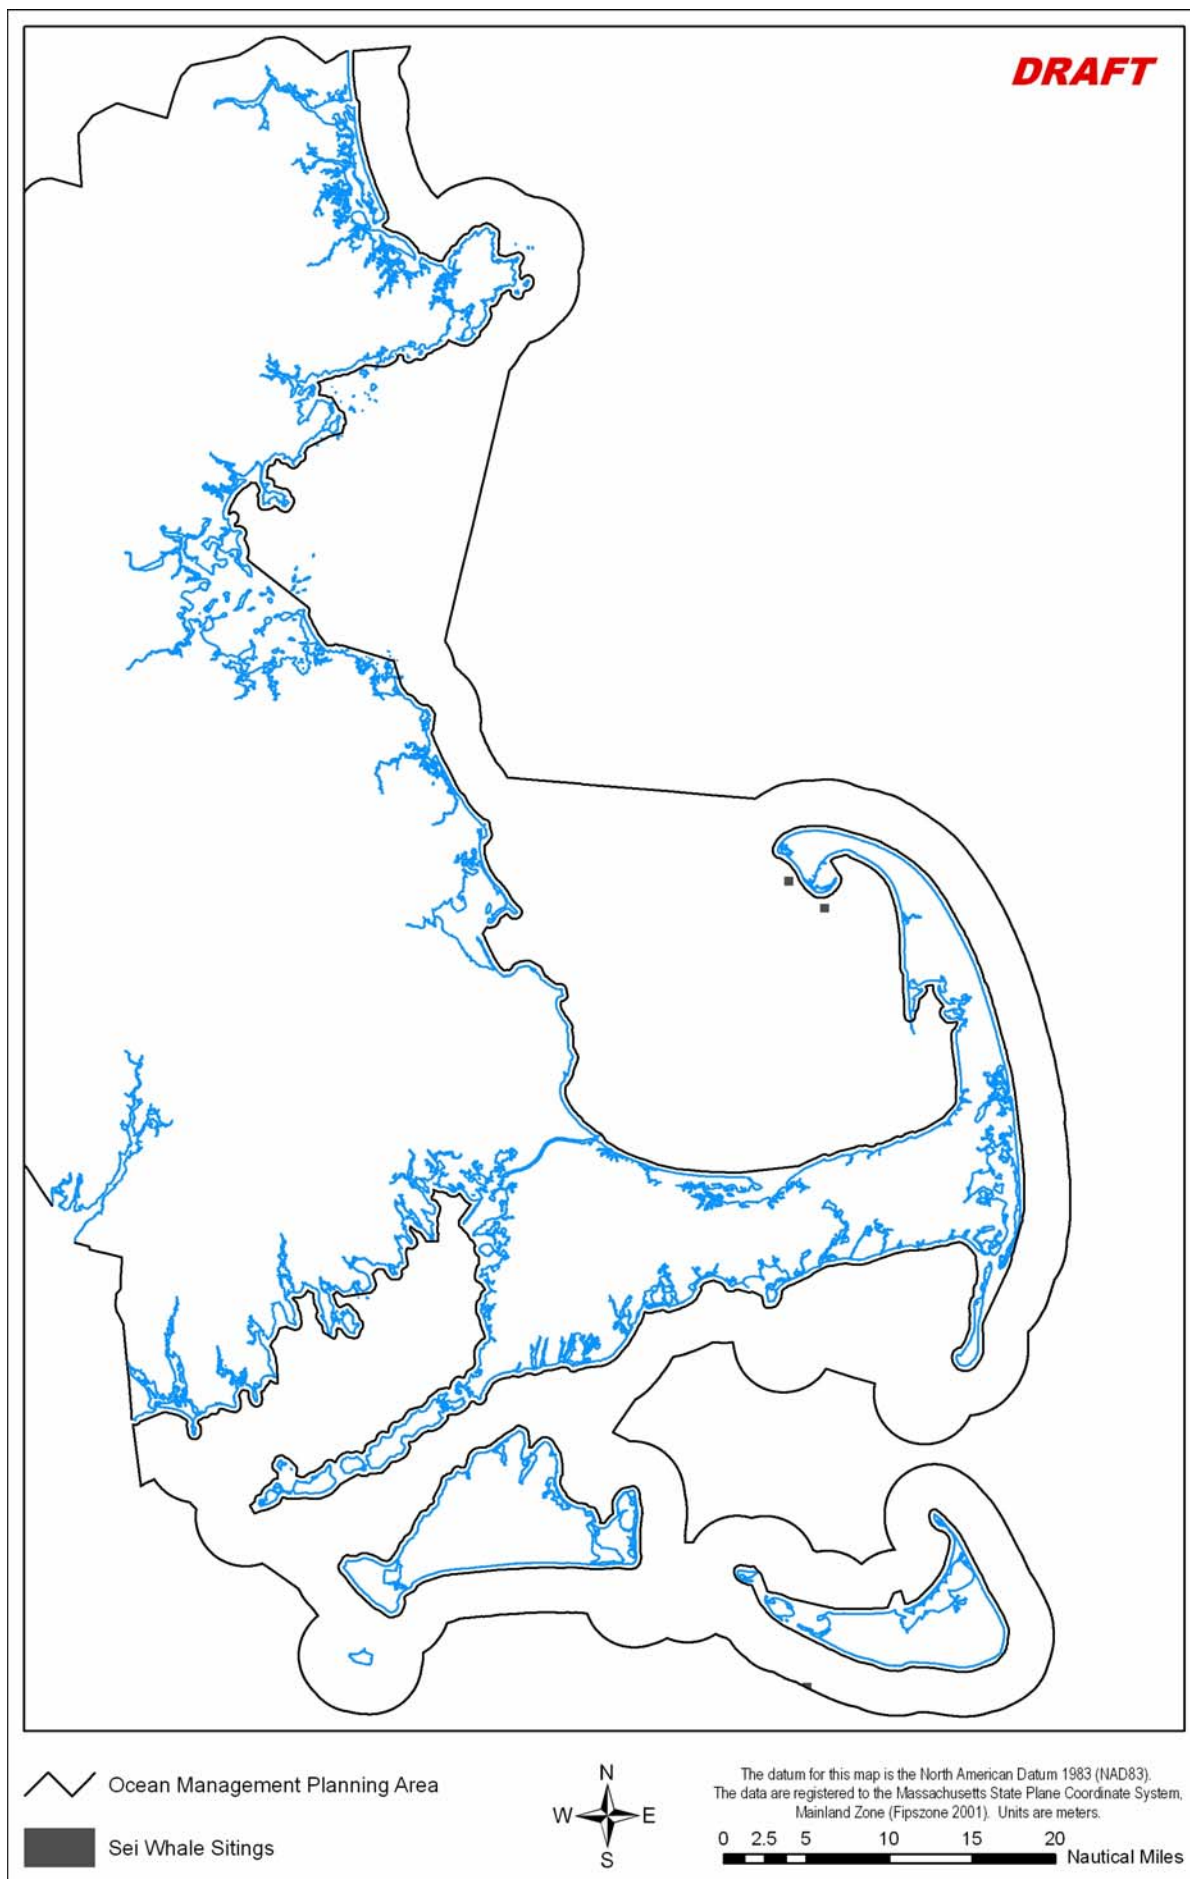 DRAFT
Ocean Management Planning Area
Sei Whale Sitings
N
W E
S
The datum for this map is the North American Datum 1983 (NAD83).
The data are registered to the Massachusetts State Plane Coordinate System,
Mainland Zone (Fipszone 2001). Units are meters.
0 2.5 5 10 15 20
Nautical Miles